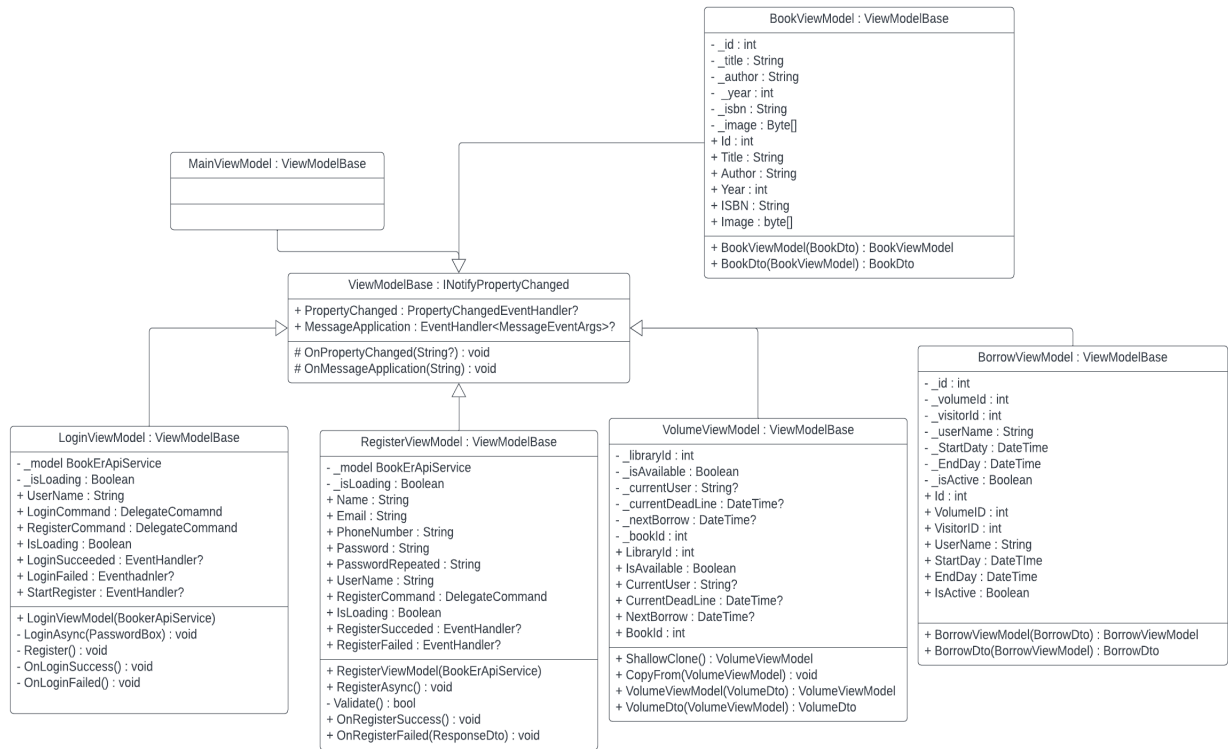 BookViewModel : ViewModelBase
- _id : int
- _title : String
- _author : String
- _year : int
- _isbn : String
- _image : Byte[]
+ Id : int
+ Title : String
+ Author : String
+ Year : int
+ ISBN : String
+ Image : byte[]
+ BookViewModel(BookDto) : BookViewModel
+ BookDto(BookViewModel) : BookDto
MainViewModel : ViewModelBase
ViewModelBase : INotifyPropertyChanged
+ PropertyChanged : PropertyChangedEventHandler?
+ MessageApplication : EventHandler<MessageEventArgs>?
# OnPropertyChanged(String?) : void
# OnMessageApplication(String) : void
LoginViewModel : ViewModelBase
- _model BookErApiService
- _isLoading : Boolean
+ UserName : String
+ LoginCommand : DelegateComamnd
+ RegisterCommand : DelegateCommand
+ IsLoading : Boolean
+ LoginSucceeded : EventHandler?
+ LoginFailed : Eventhadnler?
+ StartRegister : EventHandler?
+ LoginViewModel(BookerApiService)
- LoginAsync(PasswordBox) : void
- Register() : void
- OnLoginSuccess() : void
- OnLoginFailed() : void
RegisterViewModel : ViewModelBase
- _model BookErApiService
- _isLoading : Boolean
+ Name : String
+ Email : String
+ PhoneNumber : String
+ Password : String
+ PasswordRepeated : String
+ UserName : String
+ RegisterCommand : DelegateCommand
+ IsLoading : Boolean
+ RegisterSucceded : EventHandler?
+ RegisterFailed : EventHandler?
+ RegisterViewModel(BookErApiService)
+ RegisterAsync() : void
- Validate() : bool
+ OnRegisterSuccess() : void
+ OnRegisterFailed(ResponseDto) : void
VolumeViewModel : ViewModelBase
- _libraryId : int
- _isAvailable : Boolean
- _currentUser : String?
- _currentDeadLine : DateTime?
- _nextBorrow : DateTime?
- _bookId : int
+ LibraryId : int
+ IsAvailable : Boolean
+ CurrentUser : String?
+ CurrentDeadLine : DateTime?
+ NextBorrow : DateTime?
+ BookId : int
+ ShallowClone() : VolumeViewModel
+ CopyFrom(VolumeViewModel) : void
+ VolumeViewModel(VolumeDto) : VolumeViewModel
+ VolumeDto(VolumeViewModel) : VolumeDto
BorrowViewModel : ViewModelBase
- _id : int
- _volumeId : int
- _visitorId : int
- _userName : String
- _StartDaty : DateTime
- _EndDay : DateTime
- _isActive : Boolean
+ Id : int
+ VolumeID : int
+ VisitorID : int
+ UserName : String
+ StartDay : DateTIme
+ EndDay : DateTime
+ IsActive : Boolean
+ BorrowViewModel(BorrowDto) : BorrowViewModel
+ BorrowDto(BorrowViewModel) : BorrowDto